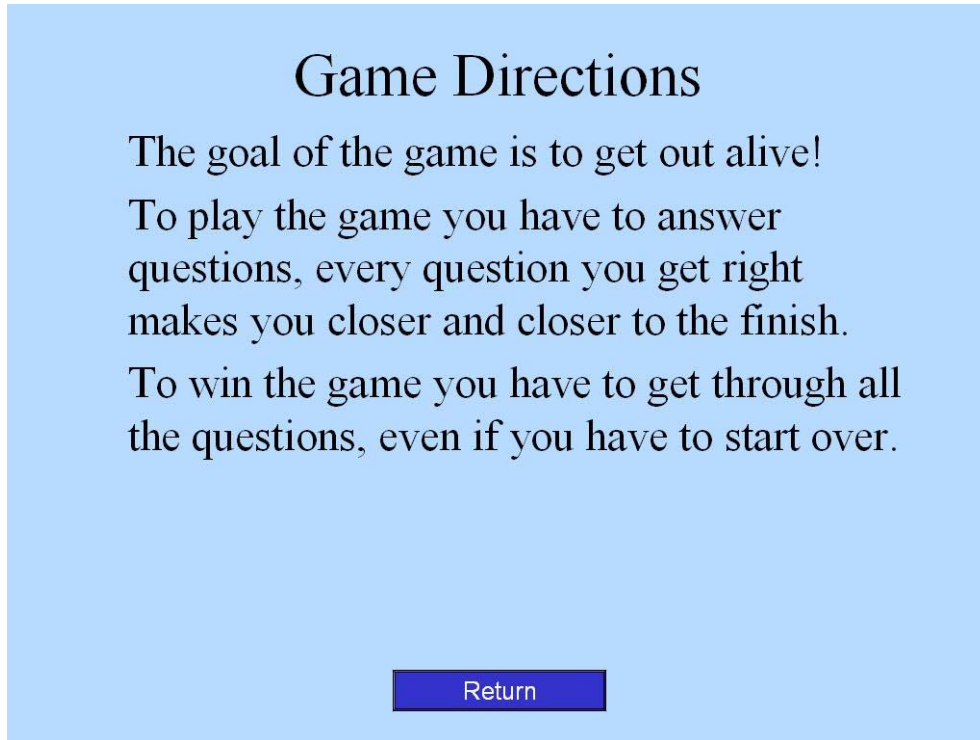 Game Directions
The goal of the game is to get out alive!
To play the game you have to answer
questions, every question you get right
makes you closer and closer to the finish.
To win the game you have to get through all
the questions, even if you have to start over.
Return